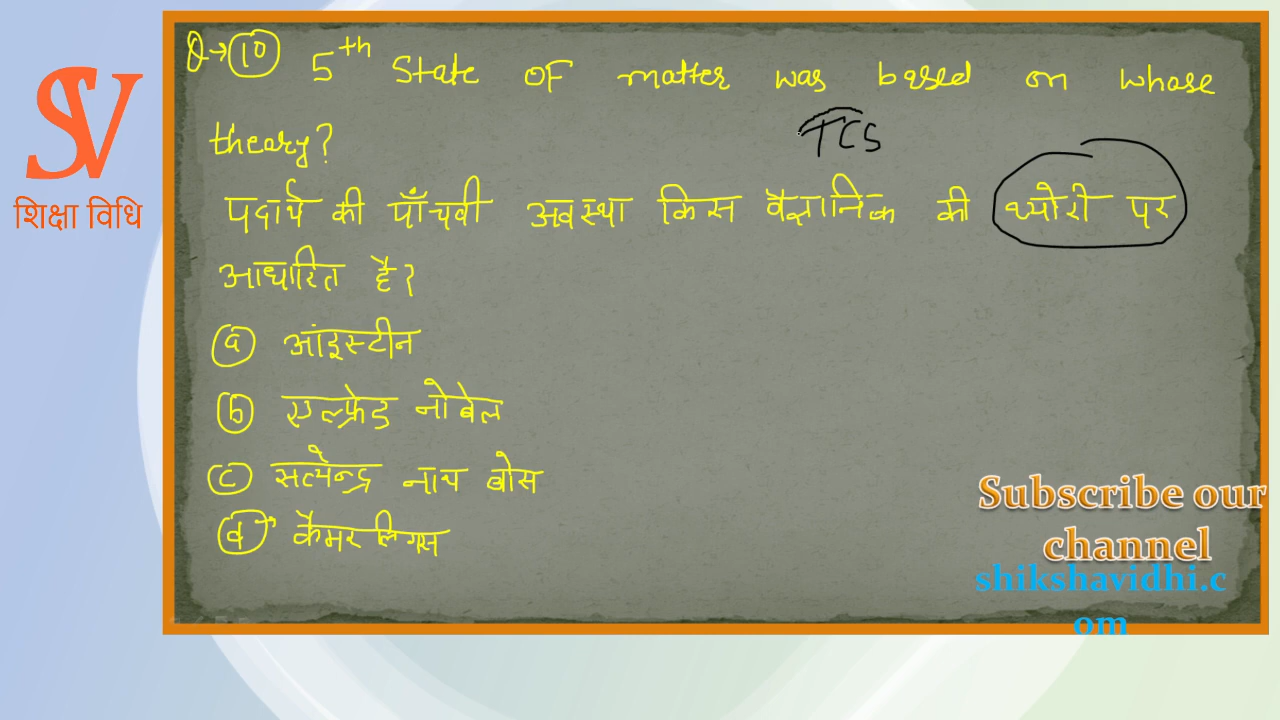 SV
शिक्षा विधि
Q→ 10 5th State OF matter was based on whose
theory?
TCS
पदार्थ की पाँचवी अवस्था किस वैज्ञानिक की थ्योरी पर
आधारित है?
a आंइस्टीन
b एल्फ्रेड नोबेल
c सत्येन्द्र नाथ बोस
d→ कैमर लिंगस
Subscribe our
channel
shikshavidhi.c
om